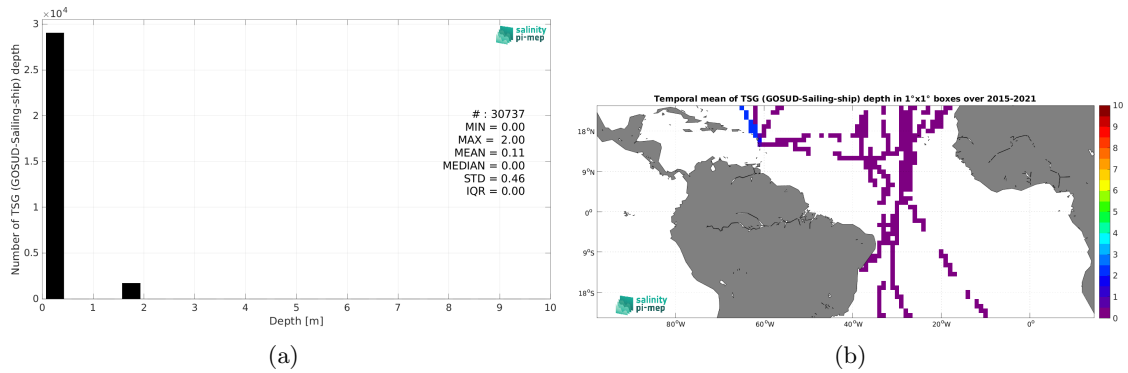 ×10⁴
3
2.5
2
1.5
1
0.5
0
Number of TSG (GOSUD-Sailing-ship) depth
0 1 2 3 4 5 6 7 8 9 10
Depth [m]
salinity
pi-mep
# : 30737
MIN = 0.00
MAX = 2.00
MEAN = 0.11
MEDIAN = 0.00
STD = 0.46
IQR = 0.00
(a)
Temporal mean of TSG (GOSUD-Sailing-ship) depth in 1°x1° boxes over 2015-2021
18°N
9°N
0°
9°S
18°S
80°W 60°W 40°W 20°W 0°
salinity
pi-mep
10
9
8
7
6
5
4
3
2
1
0
(b)